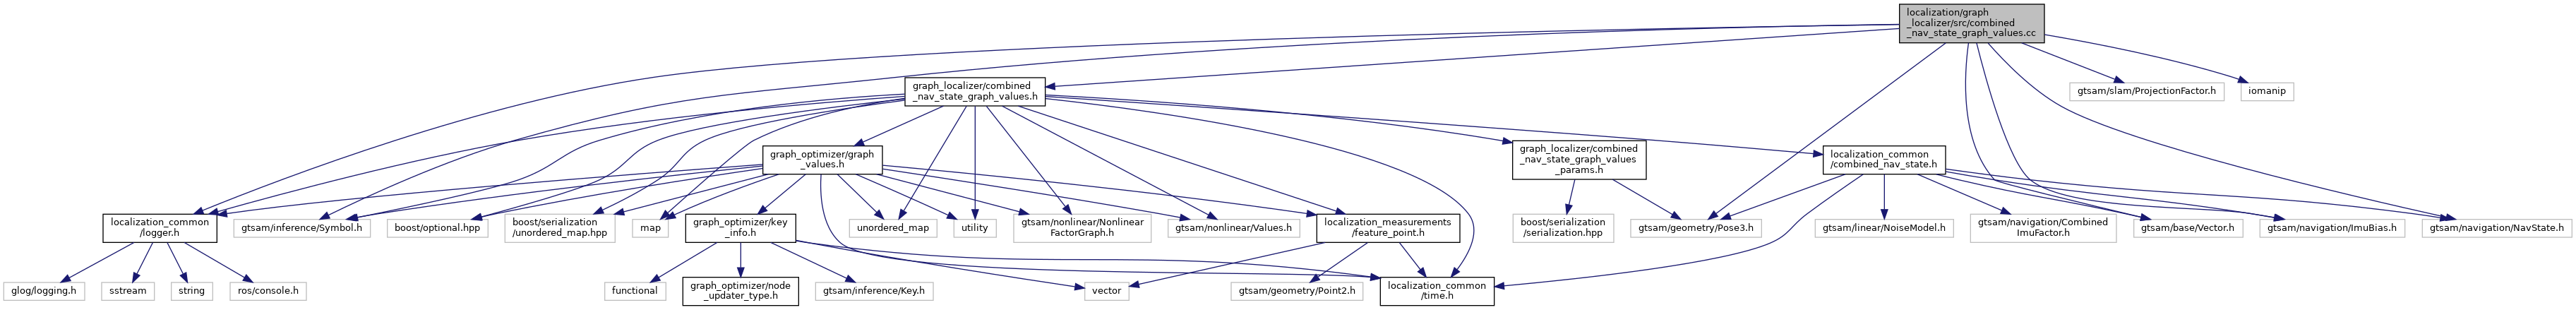 localization/graph
_localizer/src/combined
_nav_state_graph_values.cc
graph_localizer/combined
_nav_state_graph_values.h
gtsam/slam/ProjectionFactor.h
iomanip
graph_optimizer/graph
_values.h
graph_localizer/combined
_nav_state_graph_values
_params.h
localization_common
/combined_nav_state.h
localization_common
/logger.h
gtsam/inference/Symbol.h
boost/optional.hpp
boost/serialization
/unordered_map.hpp
map
graph_optimizer/key
_info.h
unordered_map
utility
gtsam/nonlinear/Nonlinear
FactorGraph.h
gtsam/nonlinear/Values.h
localization_measurements
/feature_point.h
boost/serialization
/serialization.hpp
gtsam/geometry/Pose3.h
gtsam/linear/NoiseModel.h
gtsam/navigation/Combined
ImuFactor.h
gtsam/base/Vector.h
gtsam/navigation/ImuBias.h
gtsam/navigation/NavState.h
glog/logging.h
sstream
string
ros/console.h
functional
graph_optimizer/node
_updater_type.h
gtsam/inference/Key.h
vector
gtsam/geometry/Point2.h
localization_common
/time.h